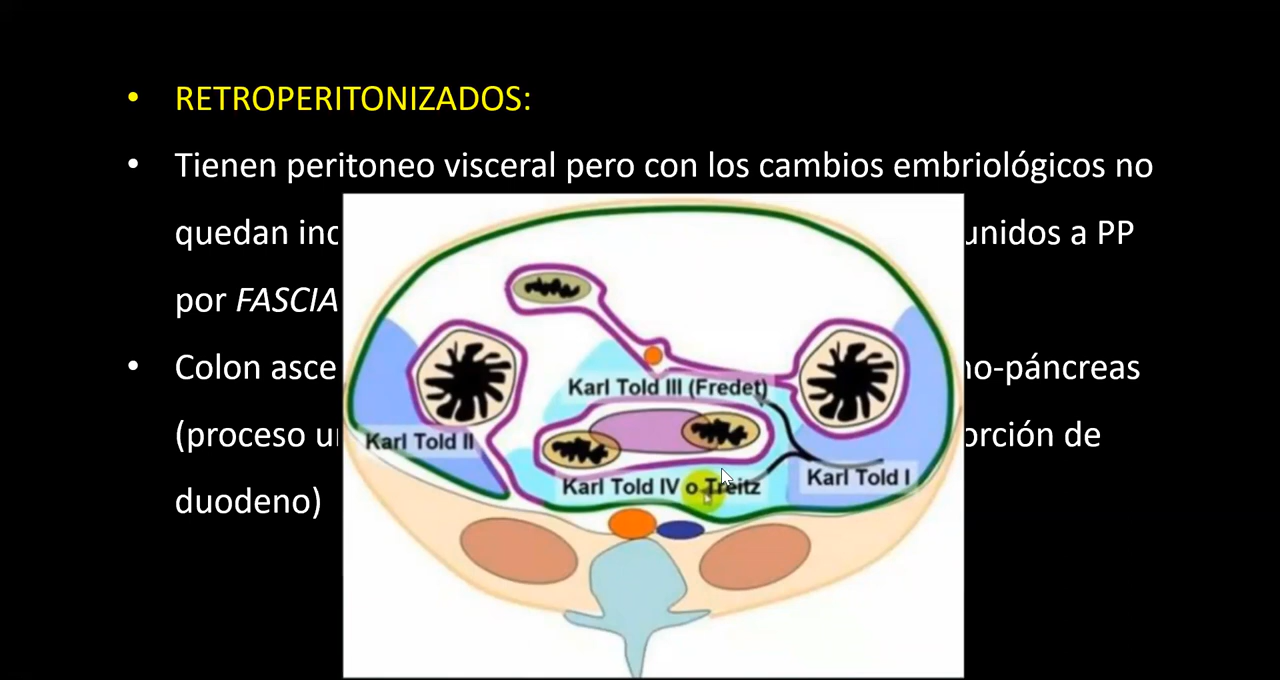 RETROPERITONIZADOS:
Tienen peritoneo visceral pero con los cambios embriológicos no
quedan unidos a PP
por FASCIA
Colon asce no-páncreas
(proceso orción de
duodeno)
Karl Told III (Fredet)
Karl Told II
Karl Told IV o Treitz
Karl Told I